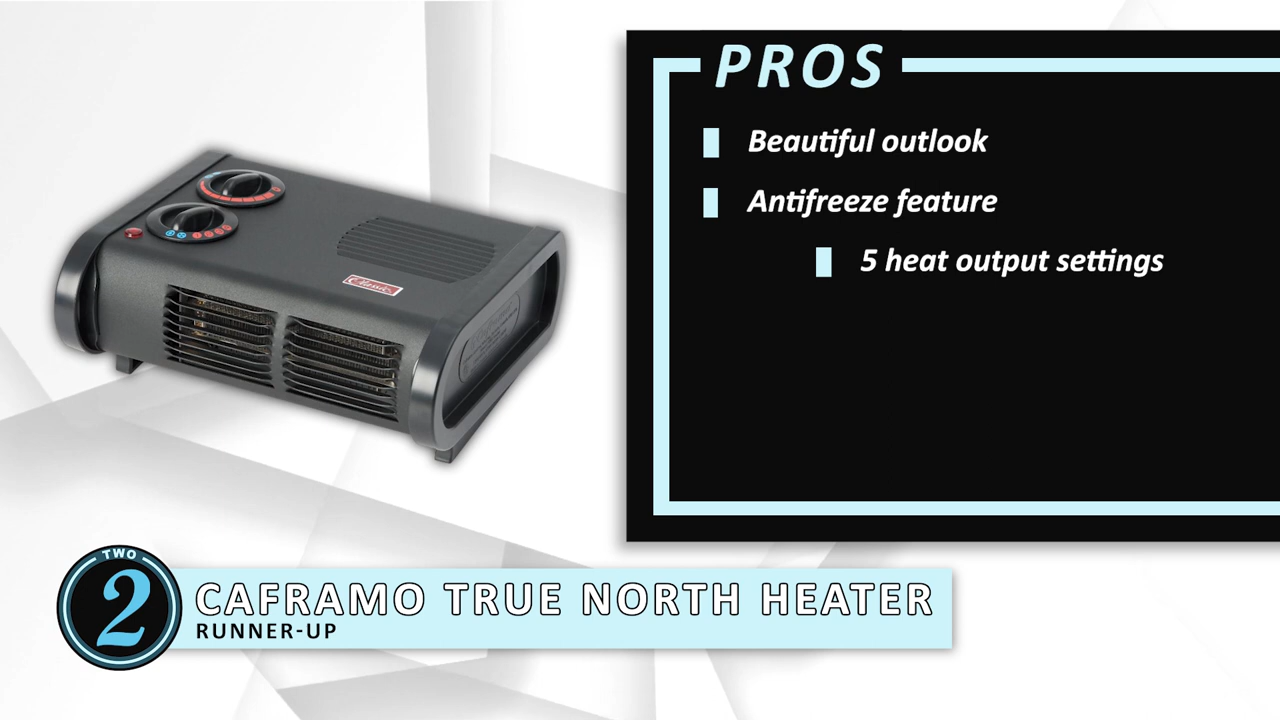 PROS
Beautiful outlook
Antifreeze feature
5 heat output settings
TWO
2
CAFRAMO TRUE NORTH HEATER
RUNNER-UP